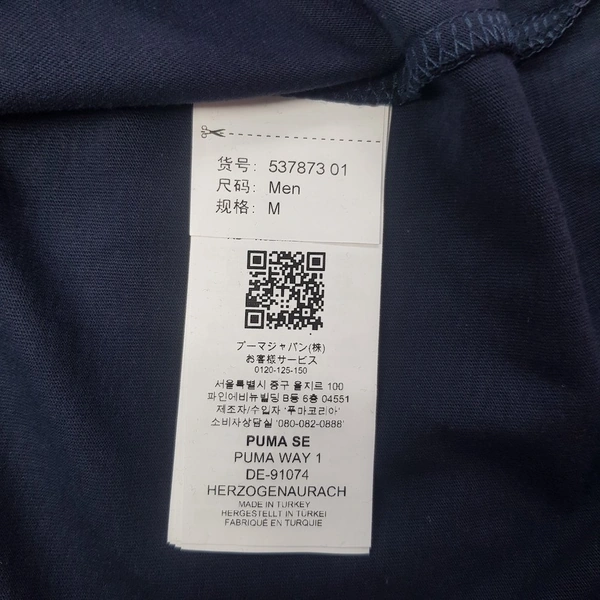 货号: 537873 01
尺码: Men
规格: M
プーマジャパン(株)
お客様サービス
0120-125-150
서울특별시 중구 을지로 100
파인에비뉴빌딩 B동 6층 04551
제조자/수입자 '푸마코리아'
소비자상담실 '080-082-0888'
PUMA SE
PUMA WAY 1
DE-91074
HERZOGENAURACH
MADE IN TURKEY
HERGESTELLT IN TÜRKEI
FABRIQUÉ EN TURQUIE